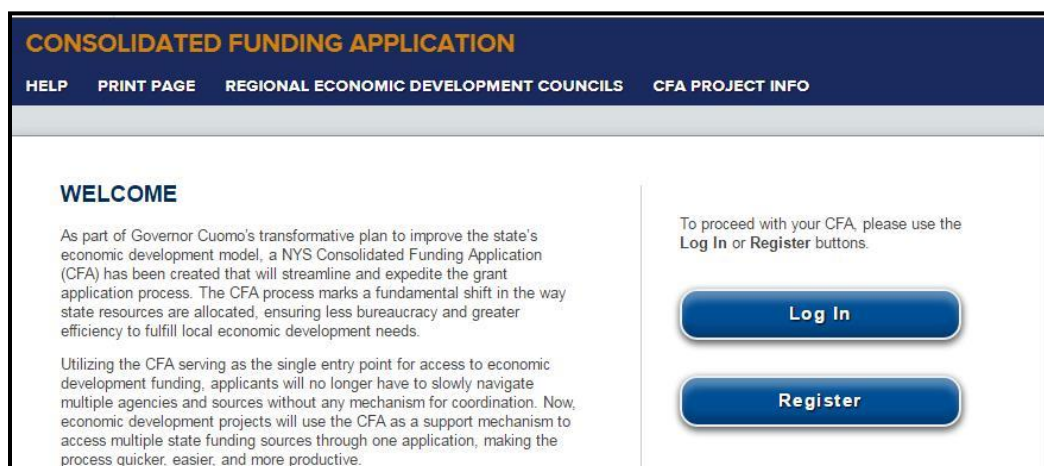 CONSOLIDATED FUNDING APPLICATION
HELP PRINT PAGE REGIONAL ECONOMIC DEVELOPMENT COUNCILS CFA PROJECT INFO
WELCOME
As part of Governor Cuomo's transformative plan to improve the state's
economic development model, a NYS Consolidated Funding Application
(CFA) has been created that will streamline and expedite the grant
application process. The CFA process marks a fundamental shift in the way
state resources are allocated, ensuring less bureaucracy and greater
efficiency to fulfill local economic development needs.
Utilizing the CFA serving as the single entry point for access to economic
development funding, applicants will no longer have to slowly navigate
multiple agencies and sources without any mechanism for coordination. Now,
economic development projects will use the CFA as a support mechanism to
access multiple state funding sources through one application, making the
process quicker, easier, and more productive.
To proceed with your CFA, please use the
Log In or Register buttons.
Log In
Register